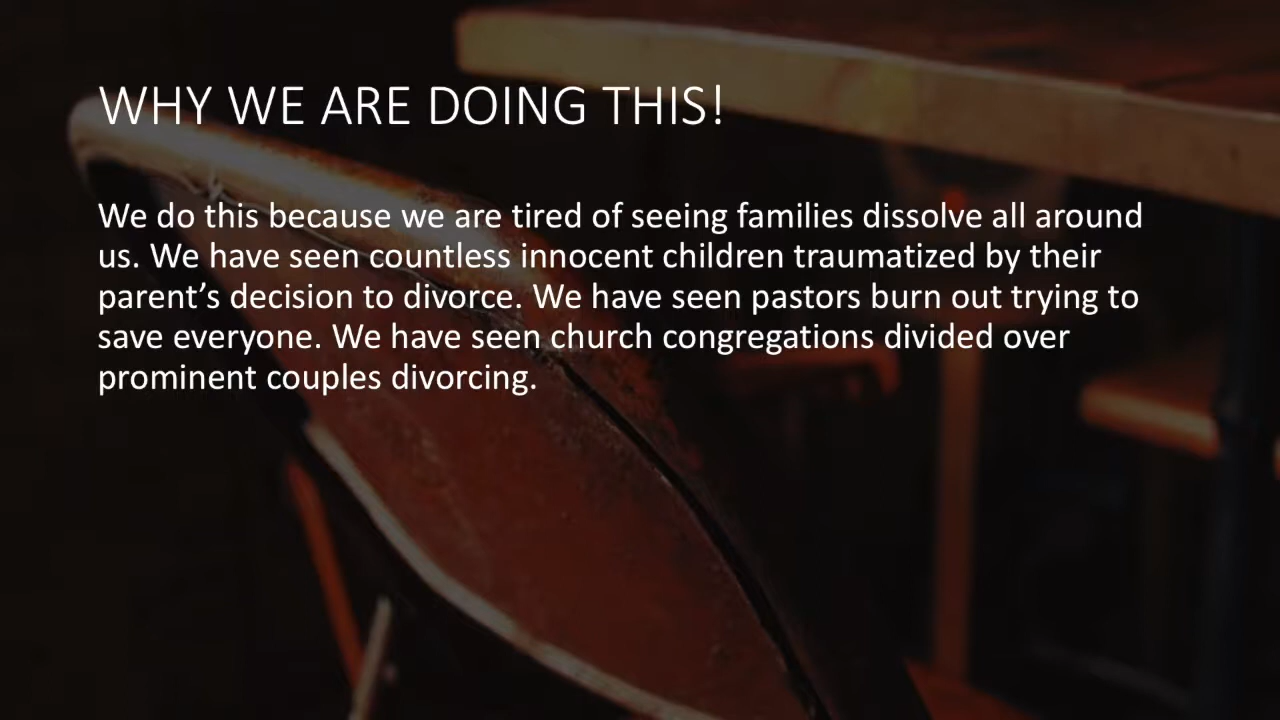 WHY WE ARE DOING THIS!
We do this because we are tired of seeing families dissolve all around
us. We have seen countless innocent children traumatized by their
parent’s decision to divorce. We have seen pastors burn out trying to
save everyone. We have seen church congregations divided over
prominent couples divorcing.